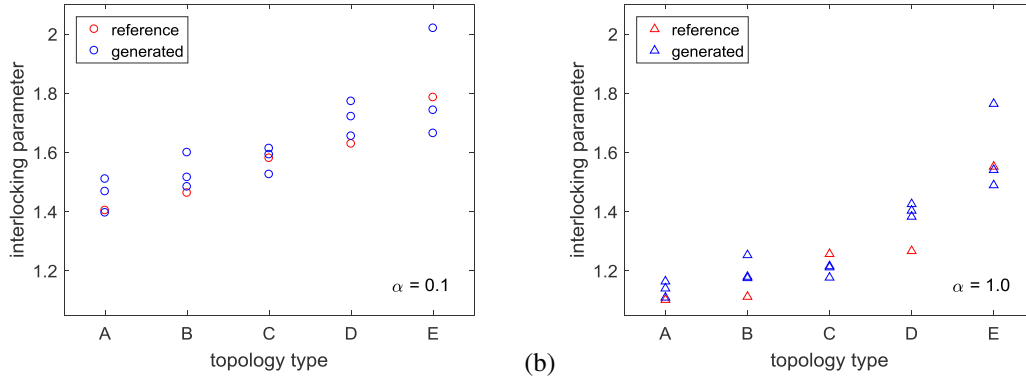 2
1.8
1.6
1.4
1.2
interlocking parameter
reference
generated
α = 0.1
A B C D E
topology type
(b)
2
1.8
1.6
1.4
1.2
interlocking parameter
reference
generated
α = 1.0
A B C D E
topology type